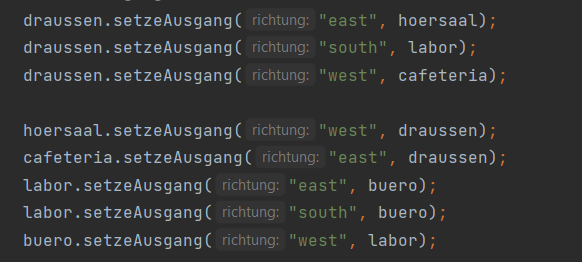 draussen.setzeAusgang( richtung: "east", hoersaal);
draussen.setzeAusgang( richtung: "south", labor);
draussen.setzeAusgang( richtung: "west", cafeteria);
hoersaal.setzeAusgang( richtung: "west", draussen);
cafeteria.setzeAusgang( richtung: "east", draussen);
labor.setzeAusgang( richtung: "east", buero);
labor.setzeAusgang( richtung: "south", buero);
buero.setzeAusgang( richtung: "west", labor);